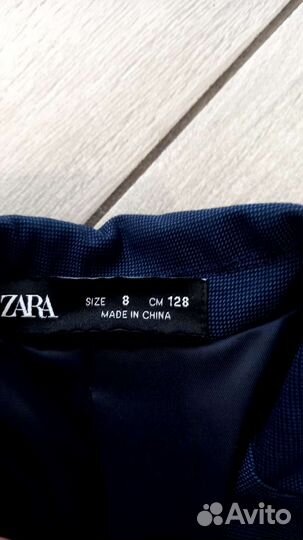 ZARA
SIZE 8 CM 128
MADE IN CHINA
Avito